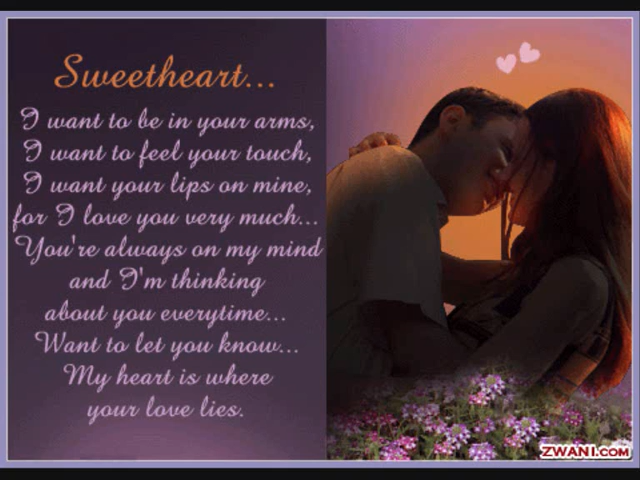 Sweetheart...
I want to be in your arms,
I want to feel your touch,
I want your lips on mine,
for I love you very much...
You're always on my mind
and I'm thinking
about you everytime...
Want to let you know...
My heart is where
your love lies.
ZWANI.COM